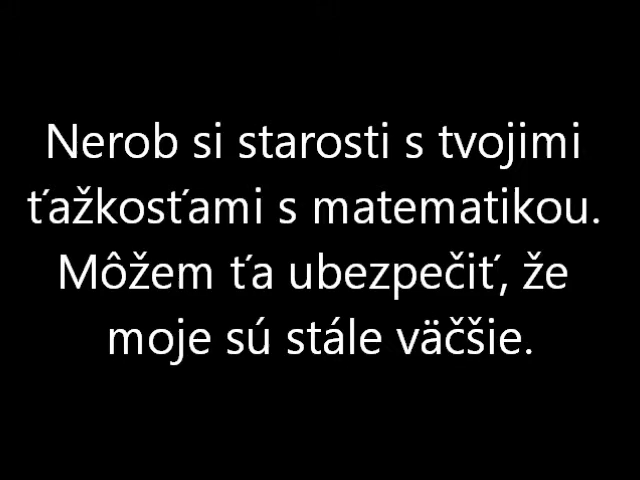 Nerob si starosti s tvojimi
ťažkosťami s matematikou.
Môžem ťa ubezpečiť, že
moje sú stále väčšie.